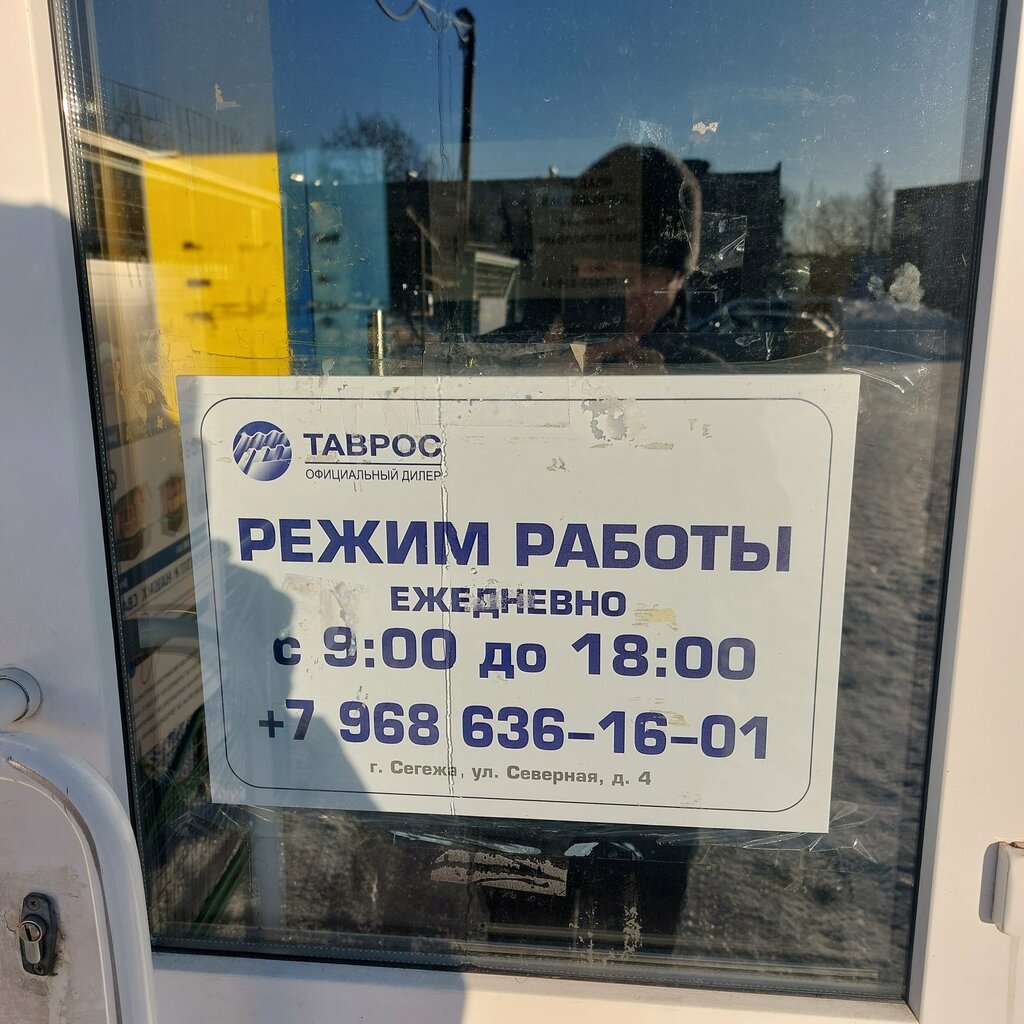 ТАВРОС
ОФИЦИАЛЬНЫЙ ДИЛЕР
РЕЖИМ РАБОТЫ
ЕЖЕДНЕВНО
с 9:00 до 18:00
+7 968 636-16-01
г. Сегежа, ул. Северная, д. 4